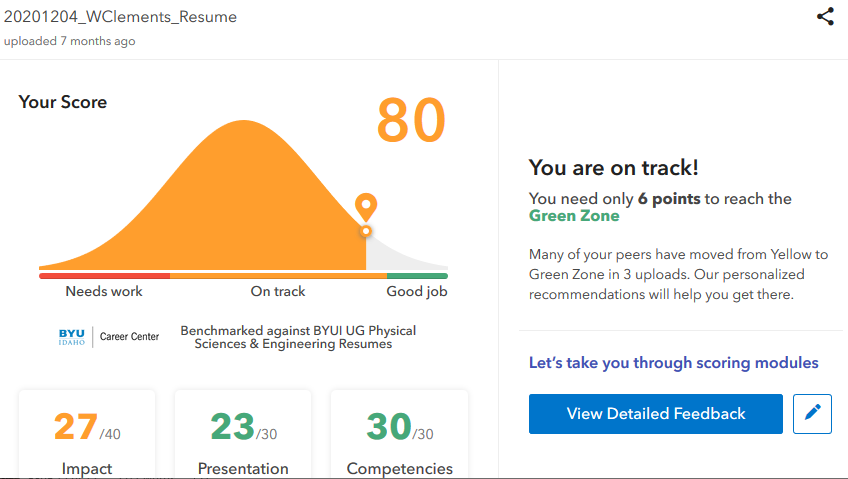 20201204_WClements_Resume
uploaded 7 months ago
Your Score
80
Needs work
On track
Good job
BYU
IDAHO
Career Center
Benchmarked against BYUI UG Physical
Sciences & Engineering Resumes
27/40
Impact
23/30
Presentation
30/30
Competencies
You are on track!
You need only 6 points to reach the
Green Zone
Many of your peers have moved from Yellow to
Green Zone in 3 uploads. Our personalized
recommendations will help you get there.
Let's take you through scoring modules
View Detailed Feedback